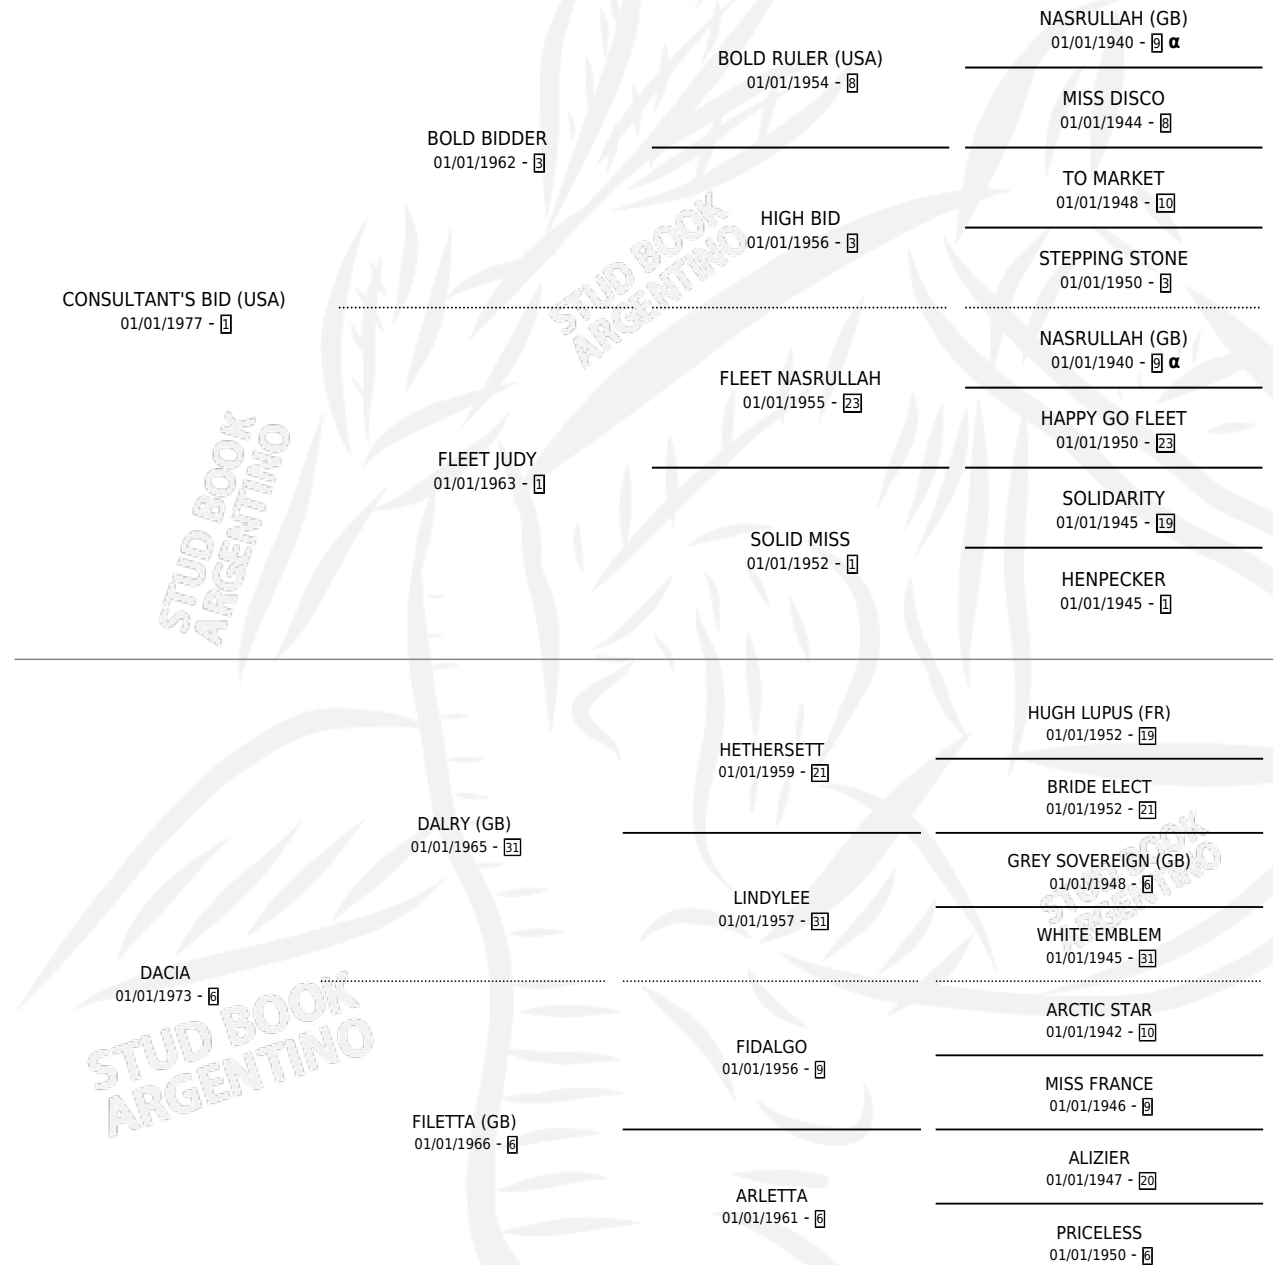 NASRULLAH (GB)
01/01/1940 - 9 α
BOLD RULER (USA)
01/01/1954 - 8
MISS DISCO
01/01/1944 - 8
BOLD BIDDER
01/01/1962 - 3
TO MARKET
01/01/1948 - 10
HIGH BID
01/01/1956 - 3
STEPPING STONE
01/01/1950 - 3
CONSULTANT'S BID (USA)
01/01/1977 - 1
NASRULLAH (GB)
01/01/1940 - 9 α
FLEET NASRULLAH
01/01/1955 - 23
HAPPY GO FLEET
01/01/1950 - 23
FLEET JUDY
01/01/1963 - 1
SOLIDARITY
01/01/1945 - 19
SOLID MISS
01/01/1952 - 1
HENPECKER
01/01/1945 - 1
HUGH LUPUS (FR)
01/01/1952 - 19
HETHERSETT
01/01/1959 - 21
BRIDE ELECT
01/01/1952 - 21
DALRY (GB)
01/01/1965 - 31
GREY SOVEREIGN (GB)
01/01/1948 - 6
LINDYLEE
01/01/1957 - 31
WHITE EMBLEM
01/01/1945 - 31
DACIA
01/01/1973 - 6
ARCTIC STAR
01/01/1942 - 10
FIDALGO
01/01/1956 - 9
MISS FRANCE
01/01/1946 - 9
FILETTA (GB)
01/01/1966 - 6
ALIZIER
01/01/1947 - 20
ARLETTA
01/01/1961 - 6
PRICELESS
01/01/1950 - 6
STUD BOOK
ARGENTINO
STUD BOOK
ARGENTINO
STUD BOOK
ARGENTINO
STUD BOOK
ARGENTINO